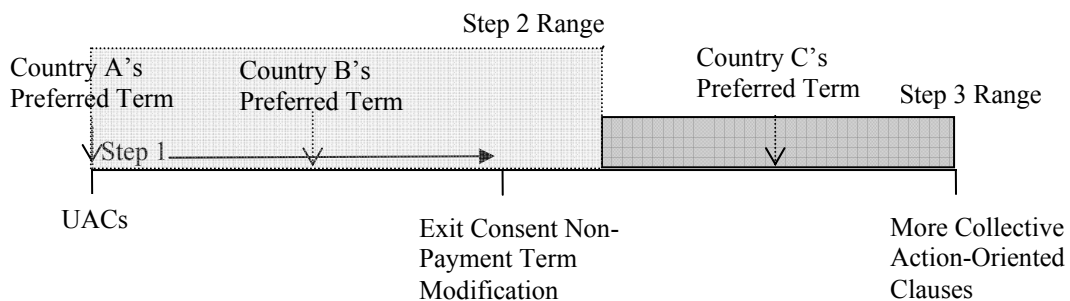 Step 2 Range
Country A's
Preferred Term
Country B's
Preferred Term
Country C's
Preferred Term
Step 3 Range
Step 1
UACs
Exit Consent Non-
Payment Term
Modification
More Collective
Action-Oriented
Clauses